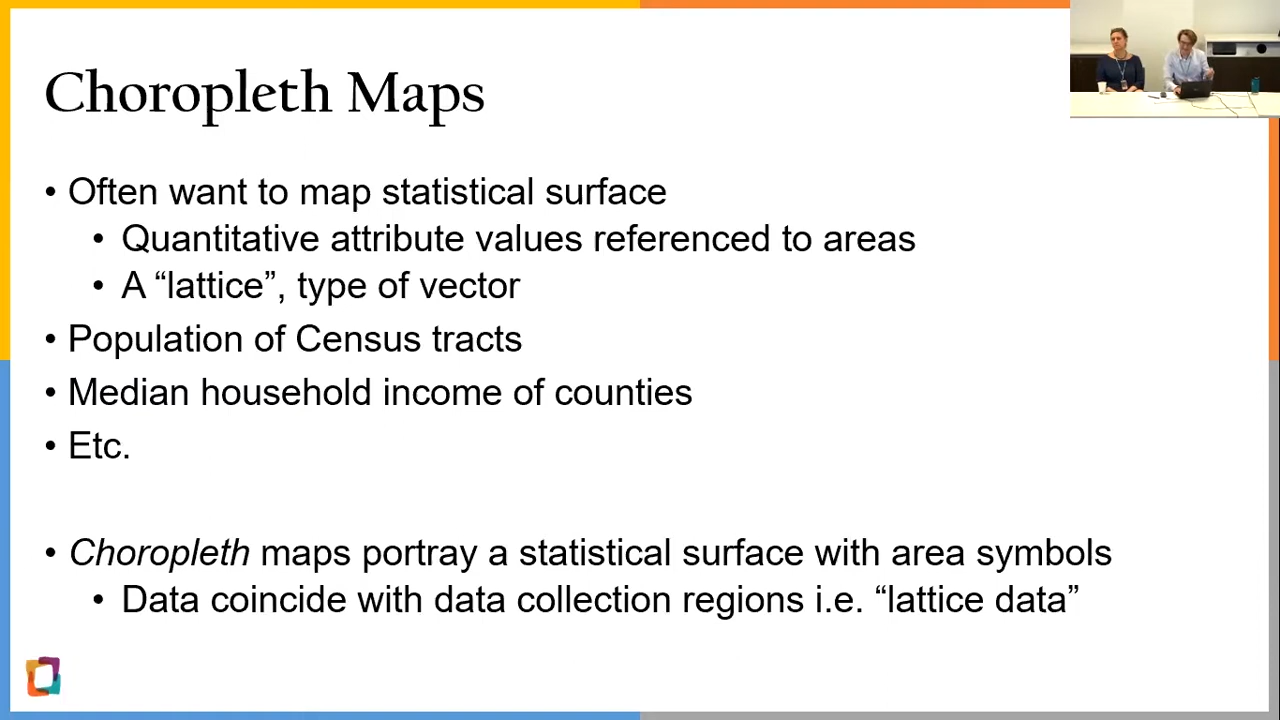 Choropleth Maps
• Often want to map statistical surface
• Quantitative attribute values referenced to areas
• A “lattice”, type of vector
• Population of Census tracts
• Median household income of counties
• Etc.
• Choropleth maps portray a statistical surface with area symbols
• Data coincide with data collection regions i.e. “lattice data”